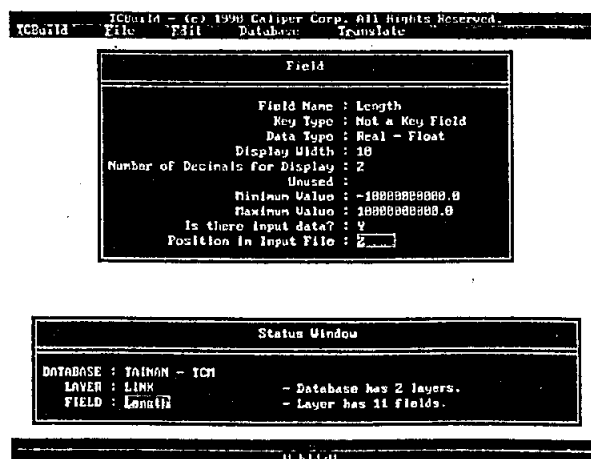 TCBuild - (c) 1990 Caliper Corp. All Rights Reserved.
TCBuild File Edit Database Translate
Field
Field Name : Length
Key Type : Not a Key Field
Data Type : Real - Float
Display Width : 10
Number of Decimals for Display : 2
Unused :
Minimum Value : -10000000000.0
Maximum Value : 10000000000.0
Is there Input data? : Y
Position in Input File : 2
Status Window
DATABASE : TAINAN - TCM
LAYER : LINK - Database has 2 layers.
FIELD : Length - Layer has 11 fields.